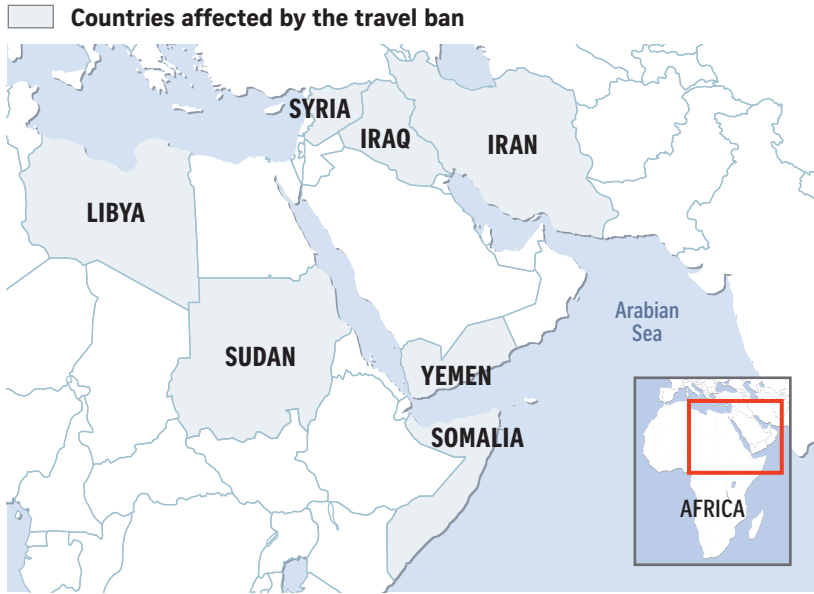 Countries affected by the travel ban
SYRIA
IRAQ
IRAN
LIBYA
Arabian
Sea
SUDAN
YEMEN
SOMALIA
AFRICA